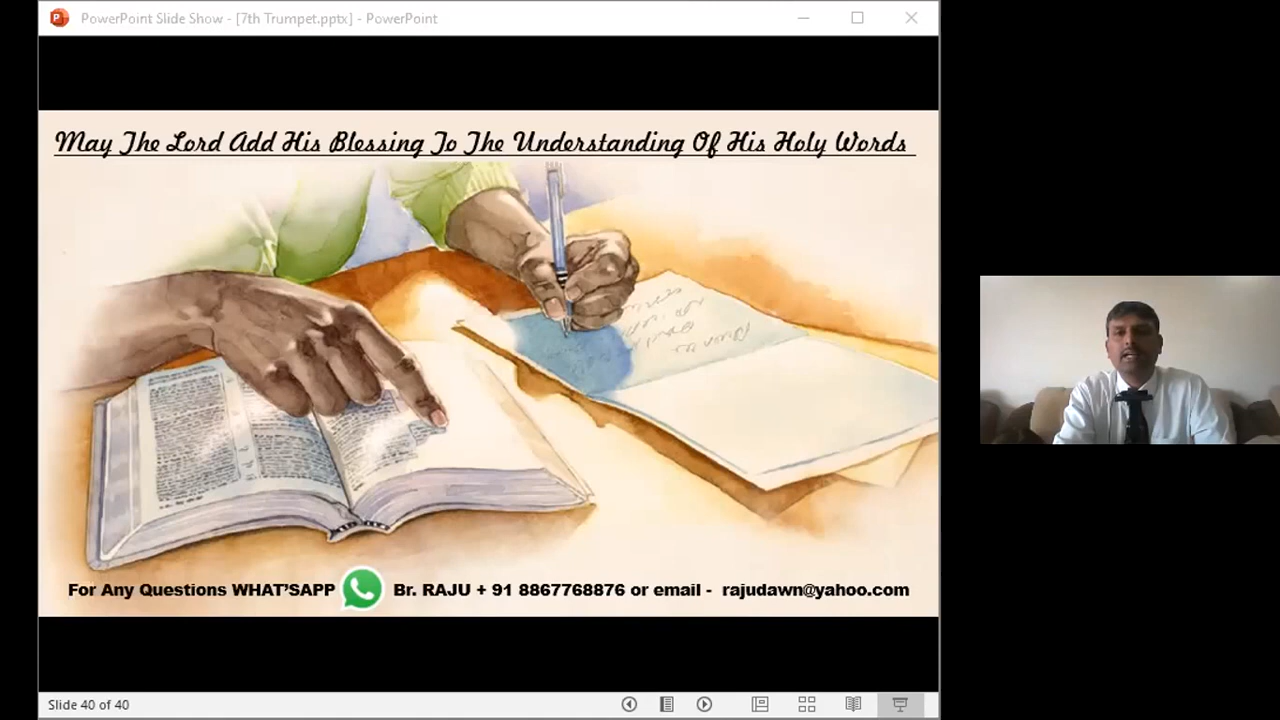 PowerPoint Slide Show - [7th Trumpet.pptx] - PowerPoint
May The Lord Add His Blessing To The Understanding Of His Holy Words
For Any Questions WHAT'SAPP Br. RAJU + 91 8867768876 or email - rajudawn@yahoo.com
Slide 40 of 40